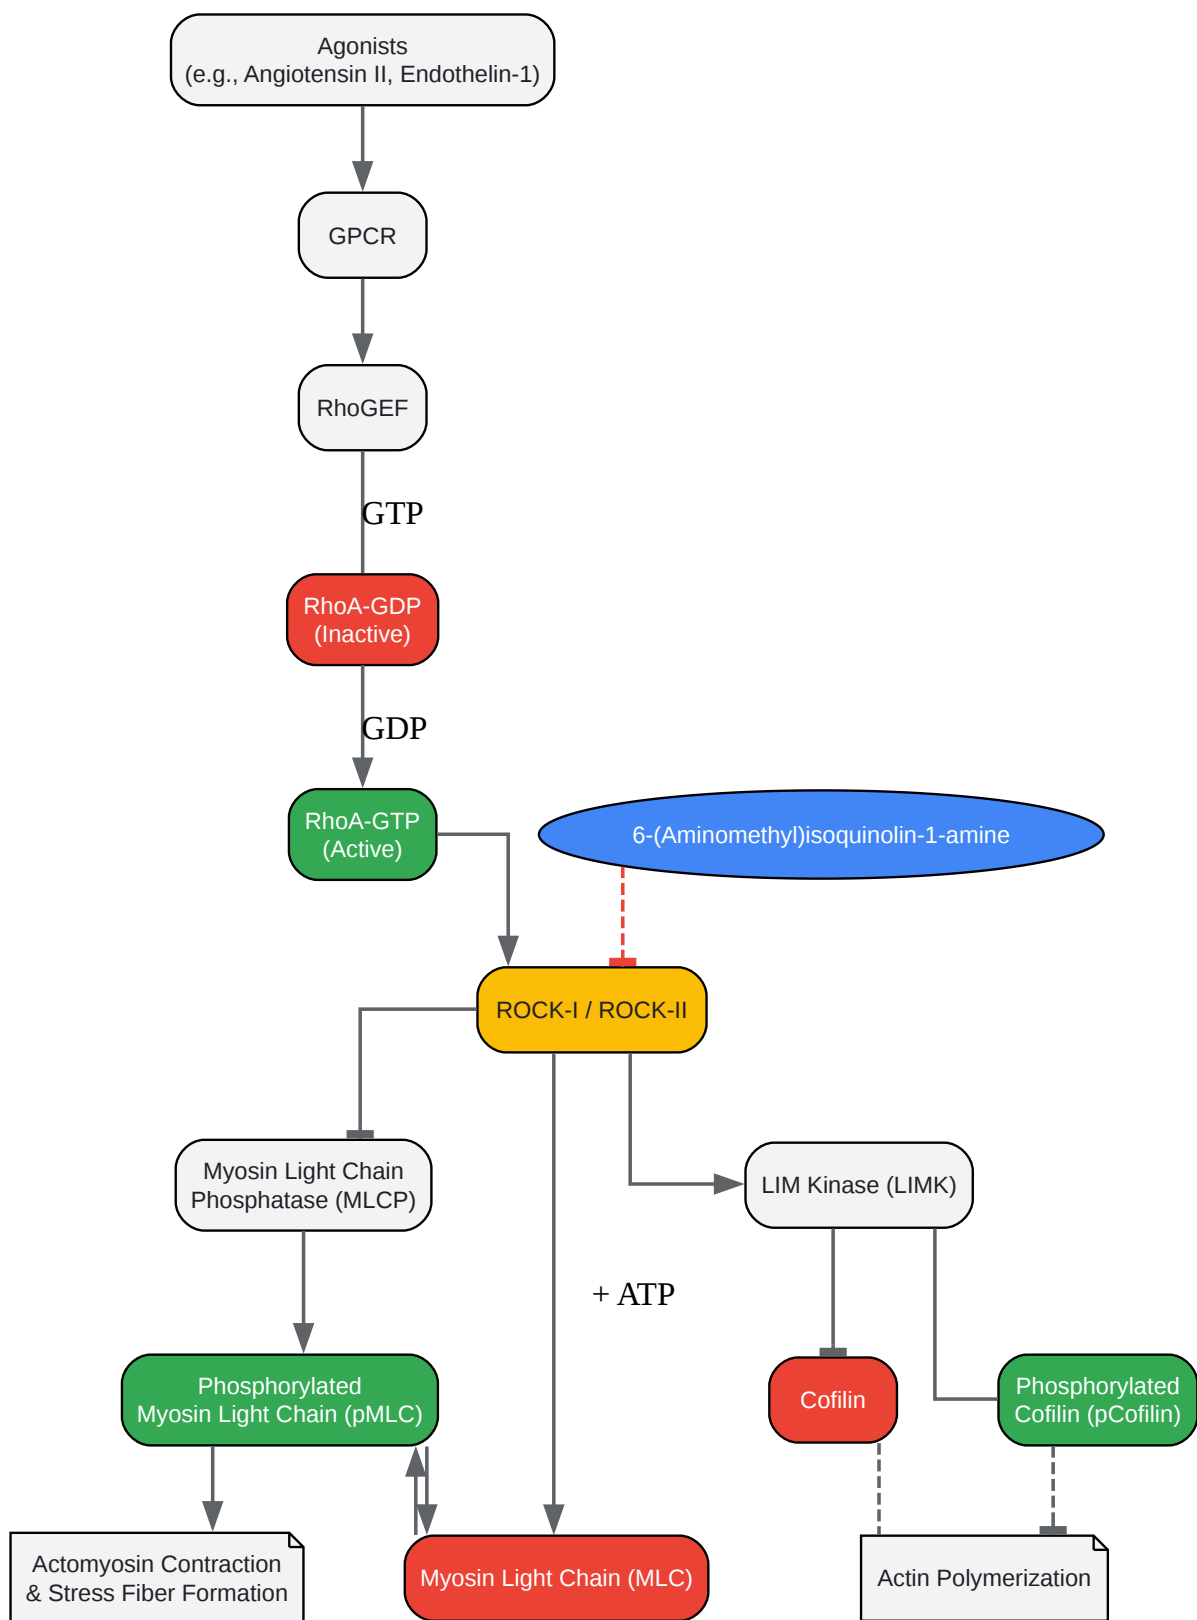 Agonists
(e.g., Angiotensin II, Endothelin-1)
GPCR
RhoGEF
GTP
RhoA-GDP
(Inactive)
GDP
RhoA-GTP
(Active)
6-(Aminomethyl)isoquinolin-1-amine
ROCK-I / ROCK-II
Myosin Light Chain
Phosphatase (MLCP)
LIM Kinase (LIMK)
+ ATP
Phosphorylated
Myosin Light Chain (pMLC)
Cofilin
Phosphorylated
Cofilin (pCofilin)
Actomyosin Contraction
& Stress Fiber Formation
Myosin Light Chain (MLC)
Actin Polymerization